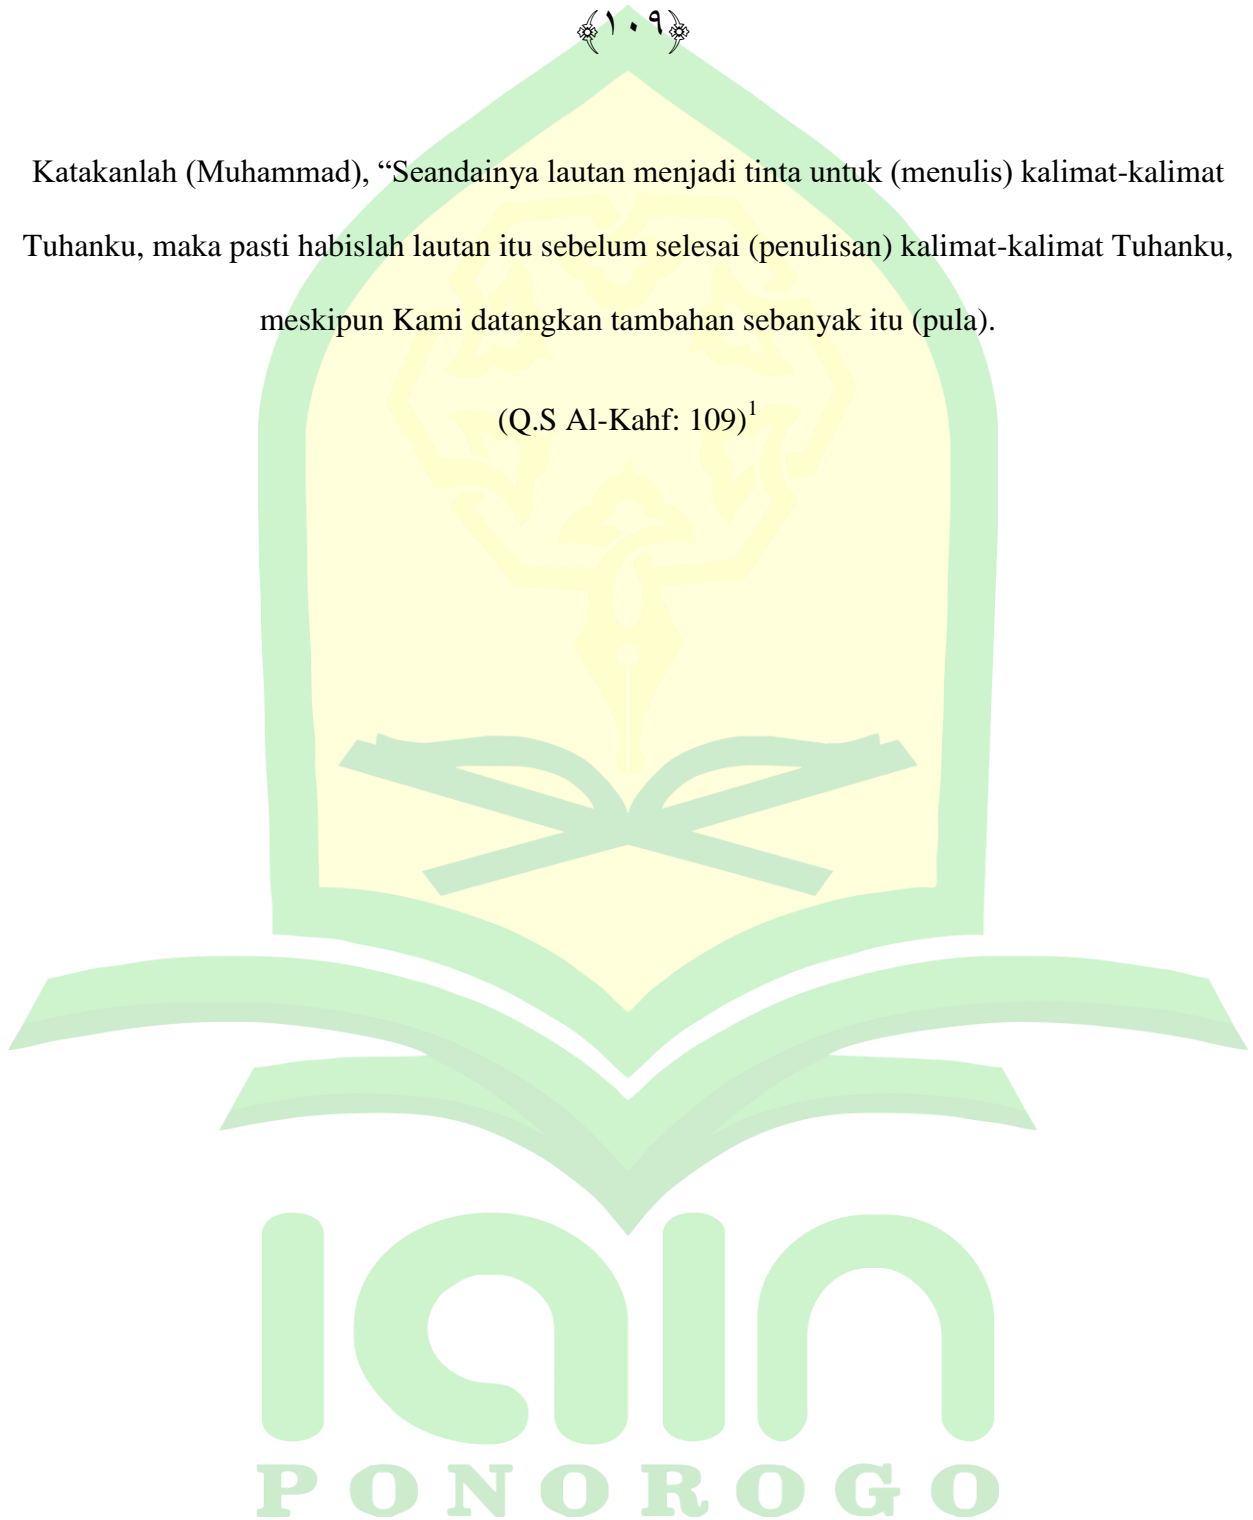 ﴿١٠٩﴾
Katakanlah (Muhammad), “Seandainya lautan menjadi tinta untuk (menulis) kalimat-kalimat
Tuhanku, maka pasti habislah lautan itu sebelum selesai (penulisan) kalimat-kalimat Tuhanku,
meskipun Kami datangkan tambahan sebanyak itu (pula).
(Q.S Al-Kahf: 109)¹
iain
PONOROGO